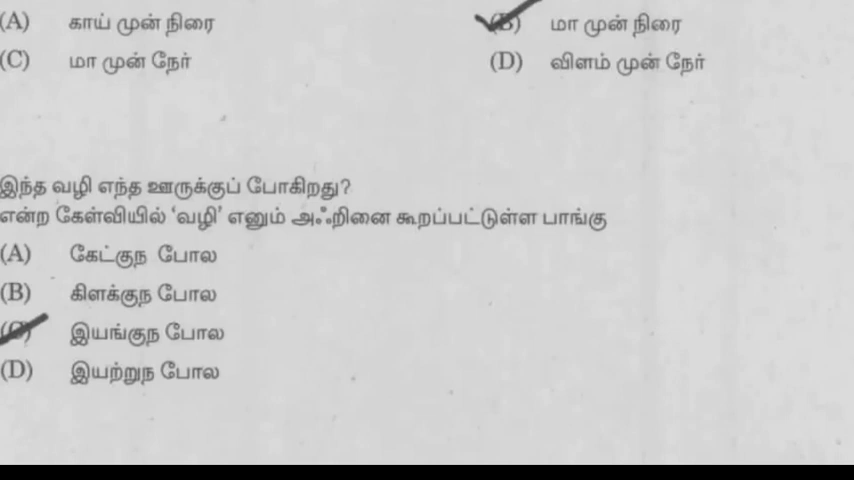 (A) காய் முன் நிரை (B) மா முன் நிரை
(C) மா முன் நேர் (D) விளம் முன் நேர்
இந்த வழி எந்த ஊருக்குப் போகிறது?
என்ற கேள்வியில் ‘வழி’ எனும் அஃறினை கூறப்பட்டுள்ள பாங்கு
(A) கேட்குந போல
(B) கிளக்குந போல
(C) இயங்குந போல
(D) இயற்றுந போல